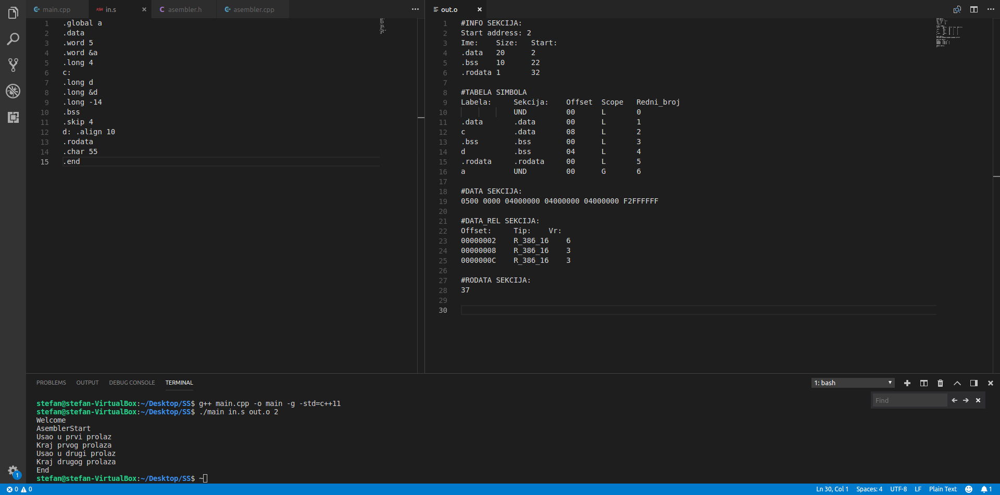 main.cpp in.s asembler.h asembler.cpp
1 .global a
2 .data
3 .word 5
4 .word &a
5 .long 4
6 c:
7 .long d
8 .long &d
9 .long -14
10 .bss
11 .skip 4
12 d: .align 10
13 .rodata
14 .char 55
15 .end
out.o
1 #INFO SEKCIJA:
2 Start address: 2
3 Ime: Size: Start:
4 .data 20 2
5 .bss 10 22
6 .rodata 1 32
7
8 #TABELA SIMBOLA
9 Labela: Sekcija: Offset Scope Redni_broj
10 UND 00 L 0
11 .data .data 00 L 1
12 c .data 08 L 2
13 .bss .bss 00 L 3
14 d .bss 04 L 4
15 .rodata .rodata 00 L 5
16 a UND 00 G 6
17
18 #DATA SEKCIJA:
19 0500 0000 04000000 04000000 04000000 F2FFFFFF
20
21 #DATA_REL SEKCIJA:
22 Offset: Tip: Vr:
23 00000002 R_386_16 6
24 00000008 R_386_16 3
25 0000000C R_386_16 3
26
27 #RODATA SEKCIJA:
28 37
29
30
PROBLEMS OUTPUT DEBUG CONSOLE TERMINAL
1: bash
Find
stefan@stefan-VirtualBox:~/Desktop/SS$ g++ main.cpp -o main -g -std=c++11
stefan@stefan-VirtualBox:~/Desktop/SS$ ./main in.s out.o 2
Welcome
AsemblerStart
Usao u prvi prolaz
Kraj prvog prolaza
Usao u drugi prolaz
Kraj drugog prolaza
End
stefan@stefan-VirtualBox:~/Desktop/SS$ ~
1
0 0
Ln 30, Col 1 Spaces: 4 UTF-8 LF Plain Text 1